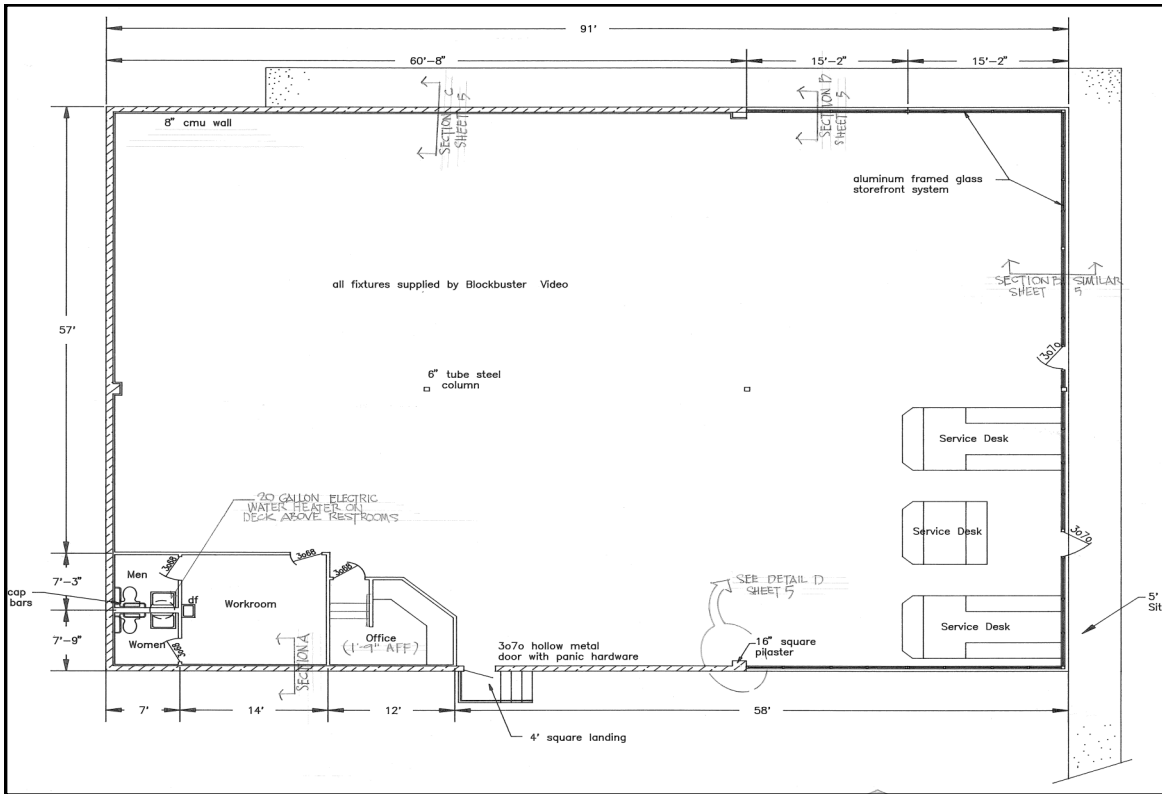 91'
60'-8"
15'-2"
15'-2"
8" cmu wall
SECTION C
SHEET 5
SECTION B
SHEET 5
aluminum framed glass
storefront system
all fixtures supplied by Blockbuster Video
SECTION B SIMILAR
SHEET 5
57'
3o7o
6" tube steel
column
Service Desk
20 GALLON ELECTRIC
WATER HEATER ON
DECK ABOVE RESTROOMS
Service Desk
3o7o
3o68
3o68
3o68
7'-3"
Men
cap
bars
df
Workroom
SEE DETAIL D
SHEET 5
5'
Sit
7'-9"
Women
3o68
Office
(1'-9" AFF)
SECTION A
3o7o hollow metal
door with panic hardware
16" square
pilaster
Service Desk
7'
14'
12'
58'
4' square landing